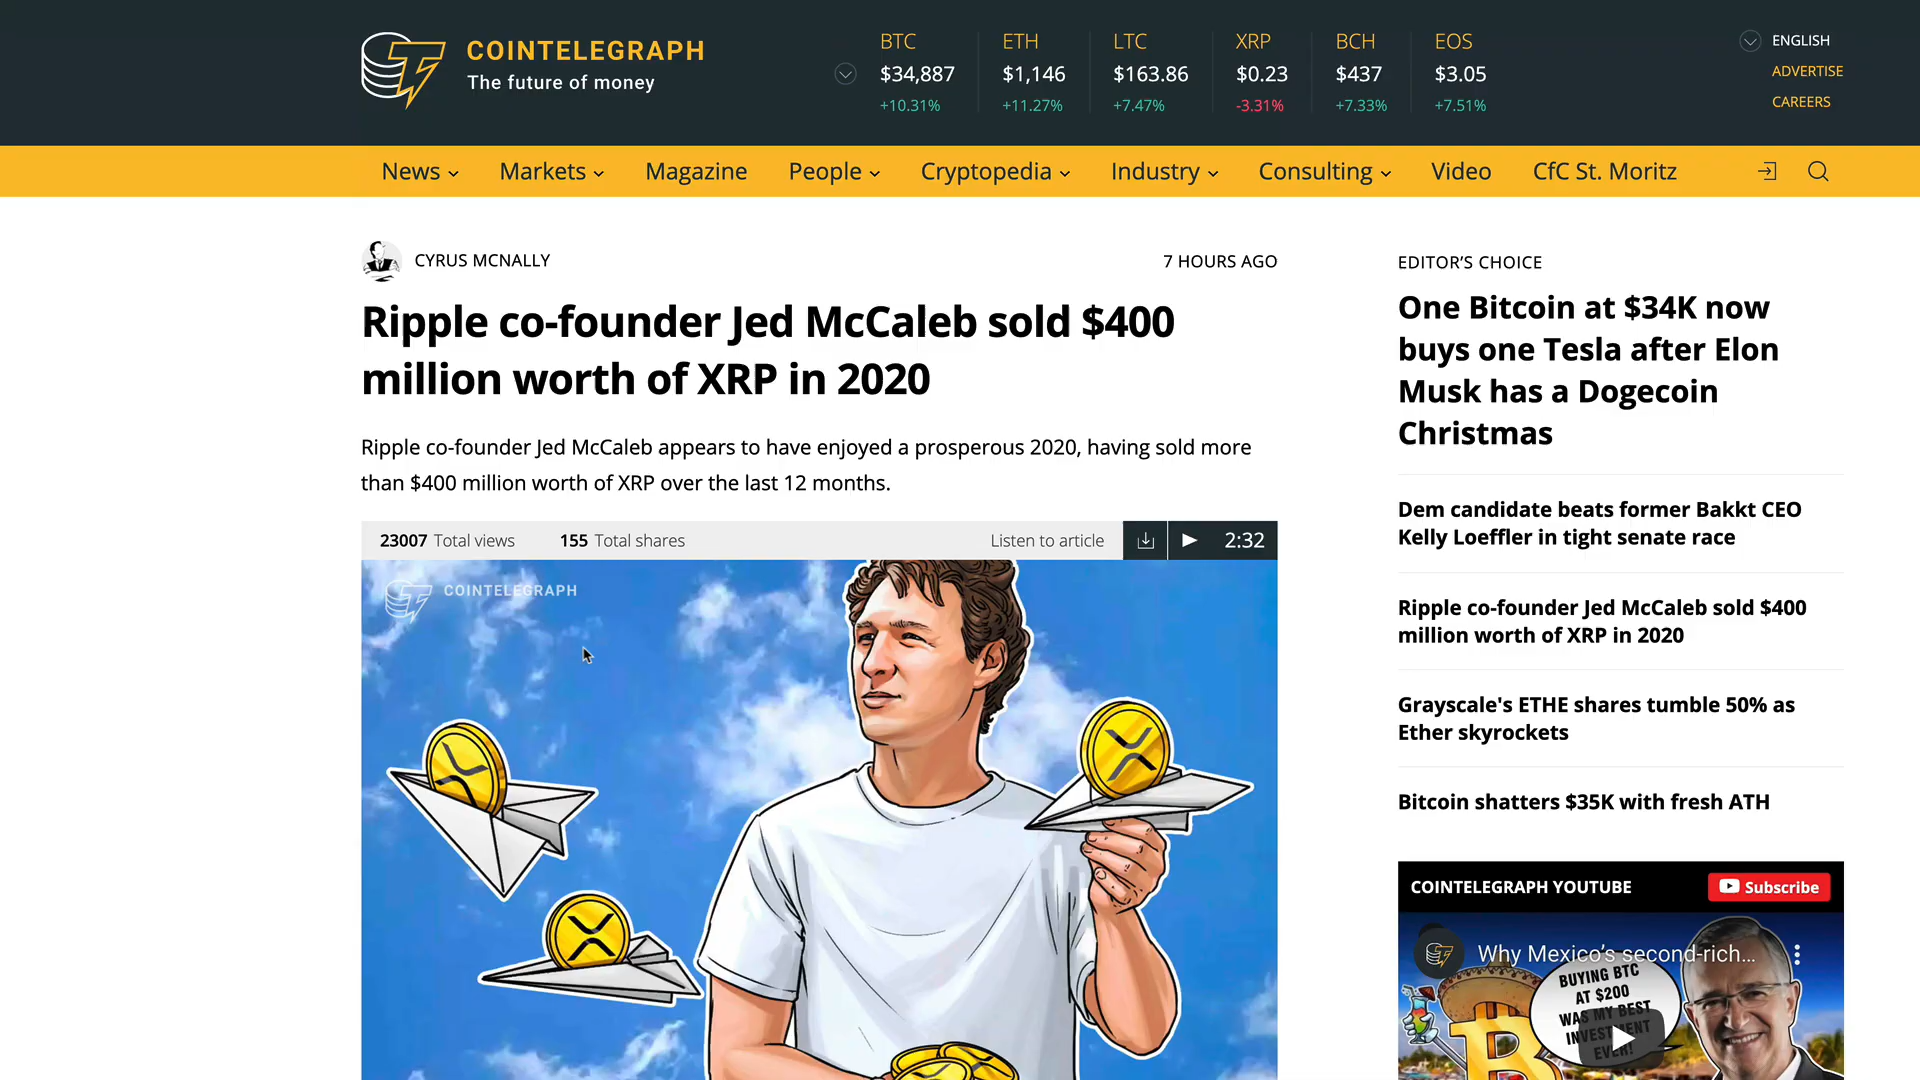 COINTELEGRAPH
The future of money
BTC
$34,887
+10.31%
ETH
$1,146
+11.27%
LTC
$163.86
+7.47%
XRP
$0.23
-3.31%
BCH
$437
+7.33%
EOS
$3.05
+7.51%
ENGLISH
ADVERTISE
CAREERS
News Markets Magazine People Cryptopedia Industry Consulting Video CfC St. Moritz
CYRUS MCNALLY
7 HOURS AGO
Ripple co-founder Jed McCaleb sold $400
million worth of XRP in 2020
Ripple co-founder Jed McCaleb appears to have enjoyed a prosperous 2020, having sold more
than $400 million worth of XRP over the last 12 months.
23007 Total views 155 Total shares Listen to article 2:32
COINTELEGRAPH
EDITOR'S CHOICE
One Bitcoin at $34K now
buys one Tesla after Elon
Musk has a Dogecoin
Christmas
Dem candidate beats former Bakkt CEO
Kelly Loeffler in tight senate race
Ripple co-founder Jed McCaleb sold $400
million worth of XRP in 2020
Grayscale's ETHE shares tumble 50% as
Ether skyrockets
Bitcoin shatters $35K with fresh ATH
COINTELEGRAPH YOUTUBE
Subscribe
Why Mexico's second-rich...
BUYING BTC
AT $200
WAS MY BEST
INVESTMENT
EVER!